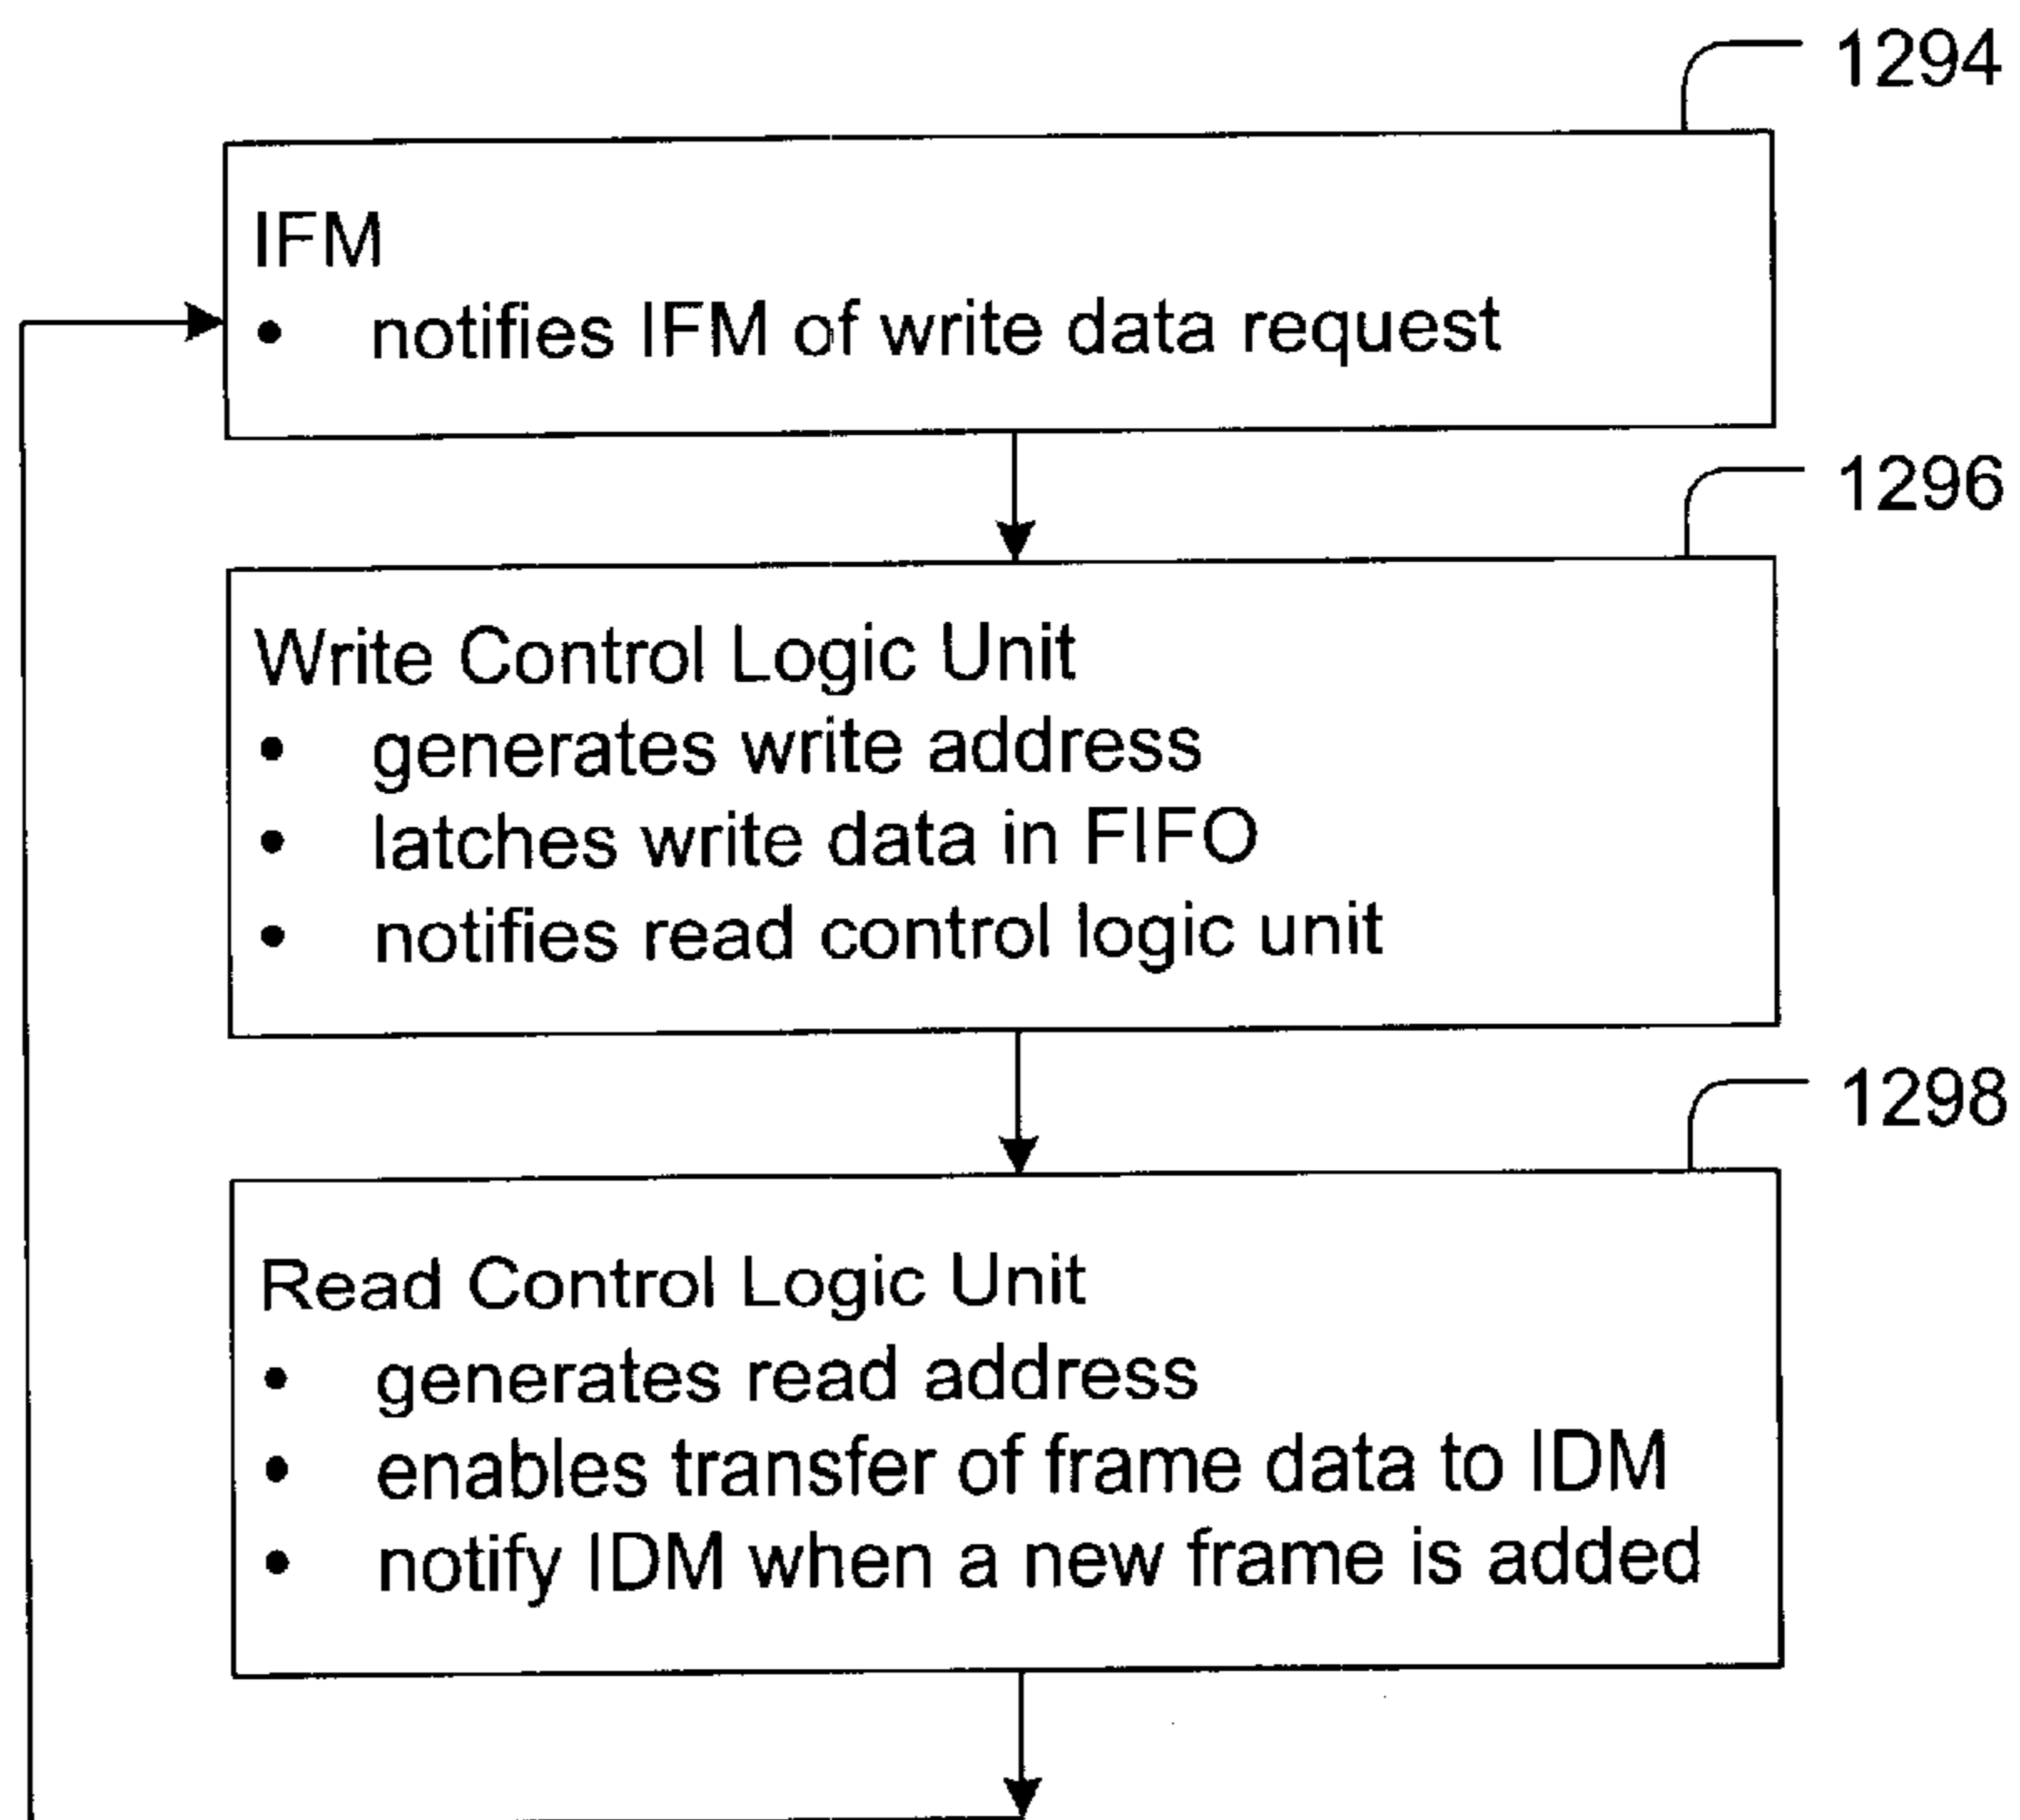 1294
IFM
• notifies IFM of write data request
1296
Write Control Logic Unit
• generates write address
• latches write data in FIFO
• notifies read control logic unit
1298
Read Control Logic Unit
• generates read address
• enables transfer of frame data to IDM
• notify IDM when a new frame is added